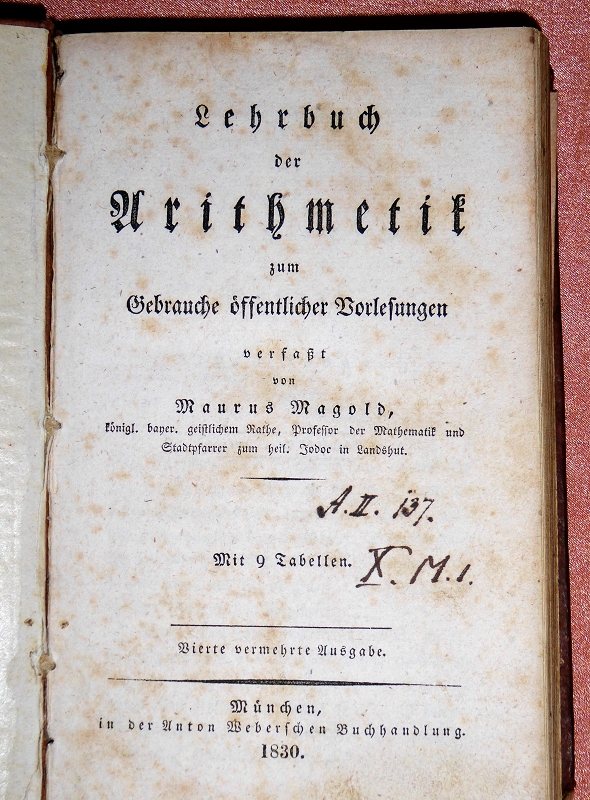 Lehrbuch
der
Arithmetik
zum
Gebrauche öffentlicher Vorlesungen
verfaßt
von
Maurus Magold,
königl. bayer. geistlichem Rathe, Professor der Mathematik und
Stadtpfarrer zum heil. Jodoc in Landshut.
A. II. 137.
Mit 9 Tabellen.
X. M. 1.
Vierte vermehrte Ausgabe.
München,
in der Anton Weberschen Buchhandlung.
1830.